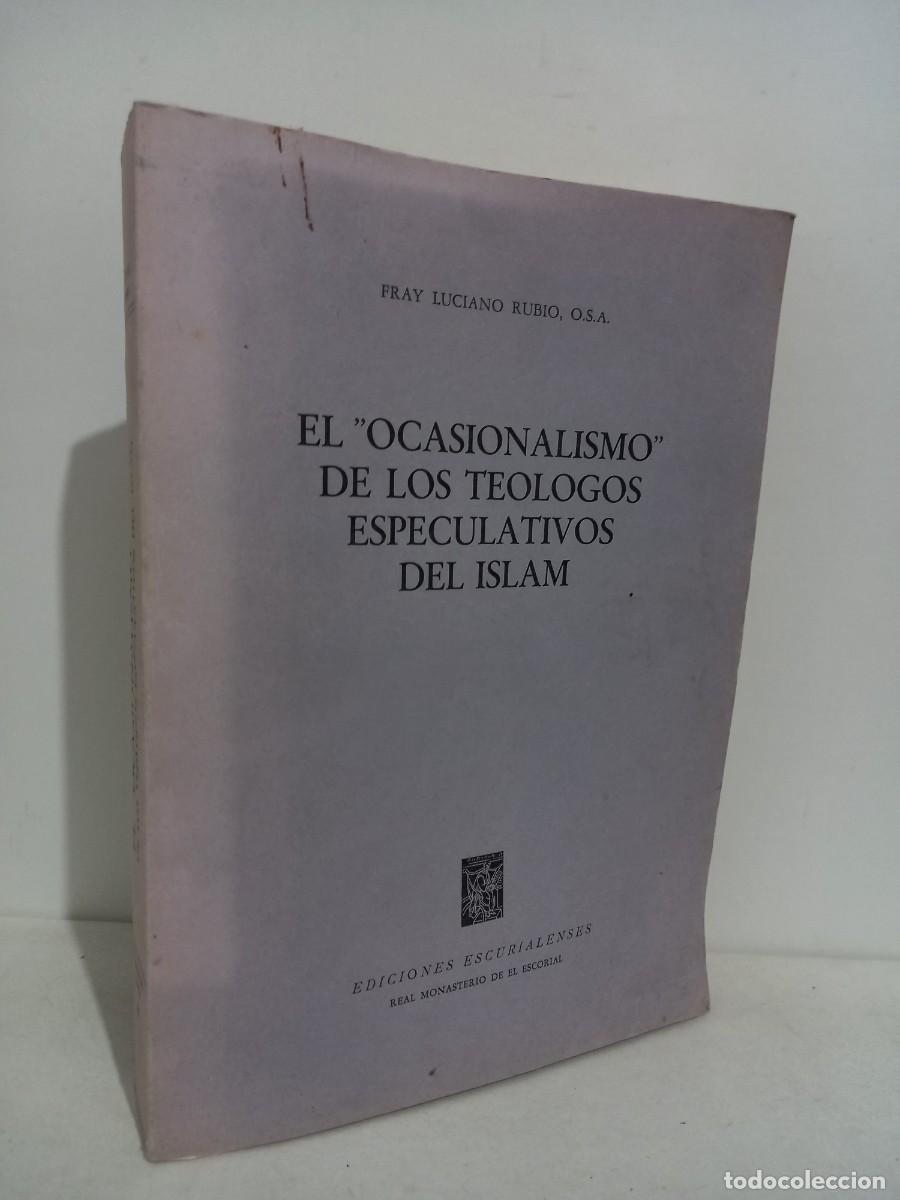 FRAY LUCIANO RUBIO, O.S.A.
EL "OCASIONALISMO"
DE LOS TEOLOGOS
ESPECULATIVOS
DEL ISLAM
EDICIONES ESCURIALENSES
REAL MONASTERIO DE EL ESCORIAL
todocoleccion